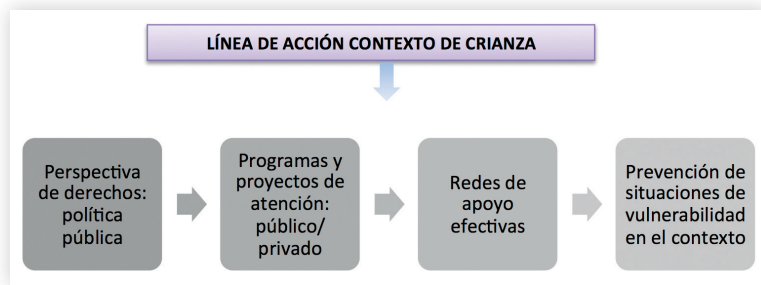 LÍNEA DE ACCIÓN CONTEXTO DE CRIANZA
Perspectiva
de derechos:
política
pública
Programas y
proyectos de
atención:
público/
privado
Redes de
apoyo
efectivas
Prevención de
situaciones de
vulnerabilidad
en el contexto